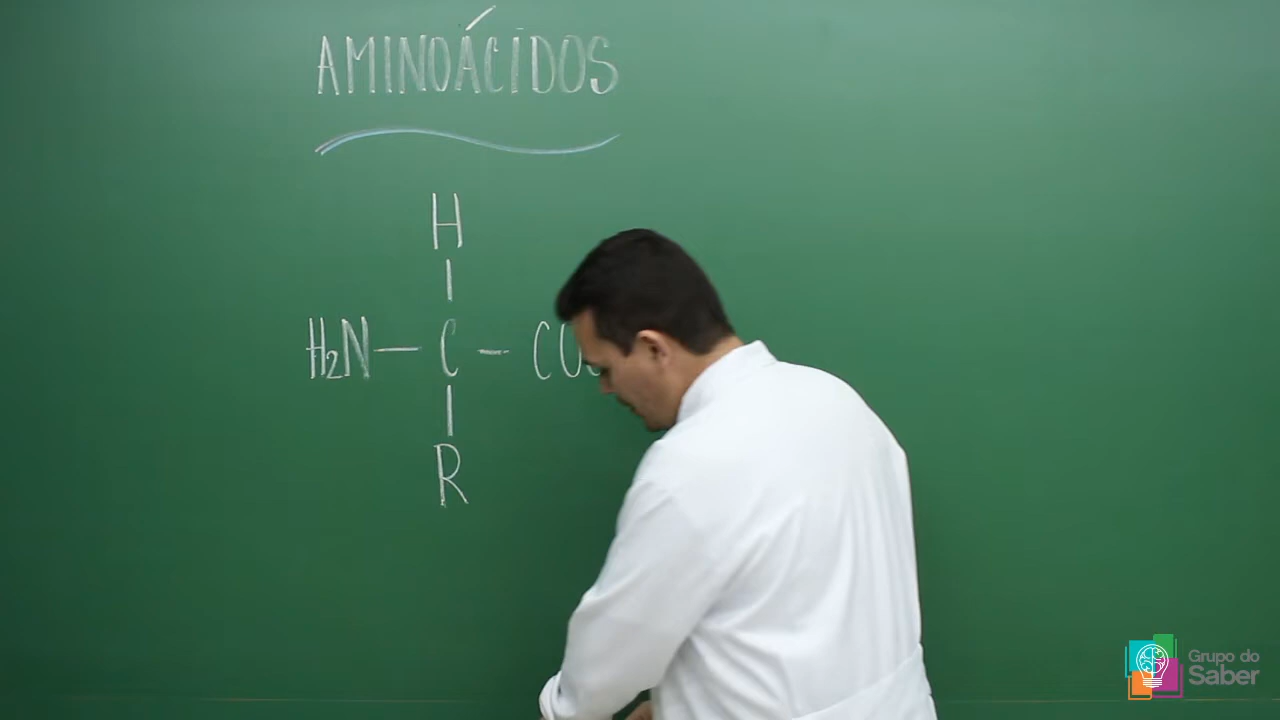 AMINOÁCIDOS
H
H₂N — C — CO
R
Grupo do
Saber